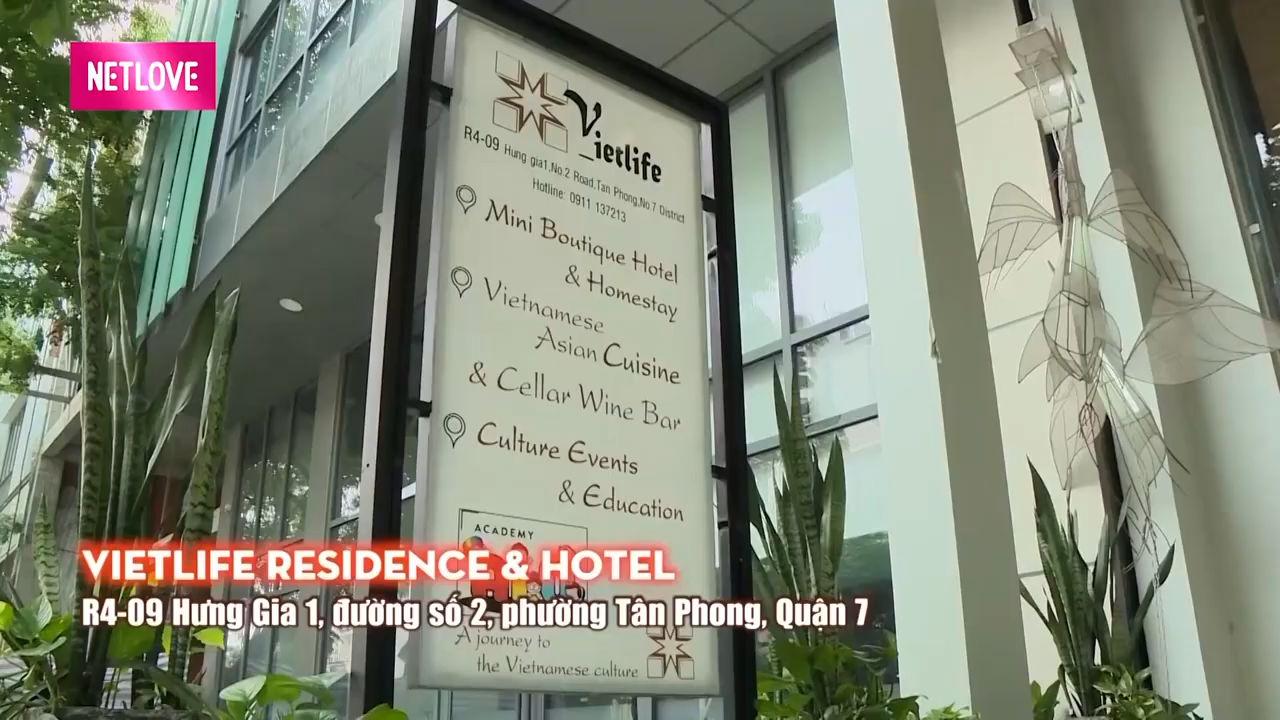 NETLOVE
Vietlife
R4-09 Hung gia1,No.2 Road,Tan Phong,No.7 District
Hotline: 0911 137213
Mini Boutique Hotel
& Homestay
Vietnamese
Asian Cuisine
& Cellar Wine Bar
Culture Events
& Education
ACADEMY
VIETLIFE RESIDENCE & HOTEL
R4-09 Hưng Gia 1, đường số 2, phường Tân Phong, Quận 7
A journey to
the Vietnamese culture